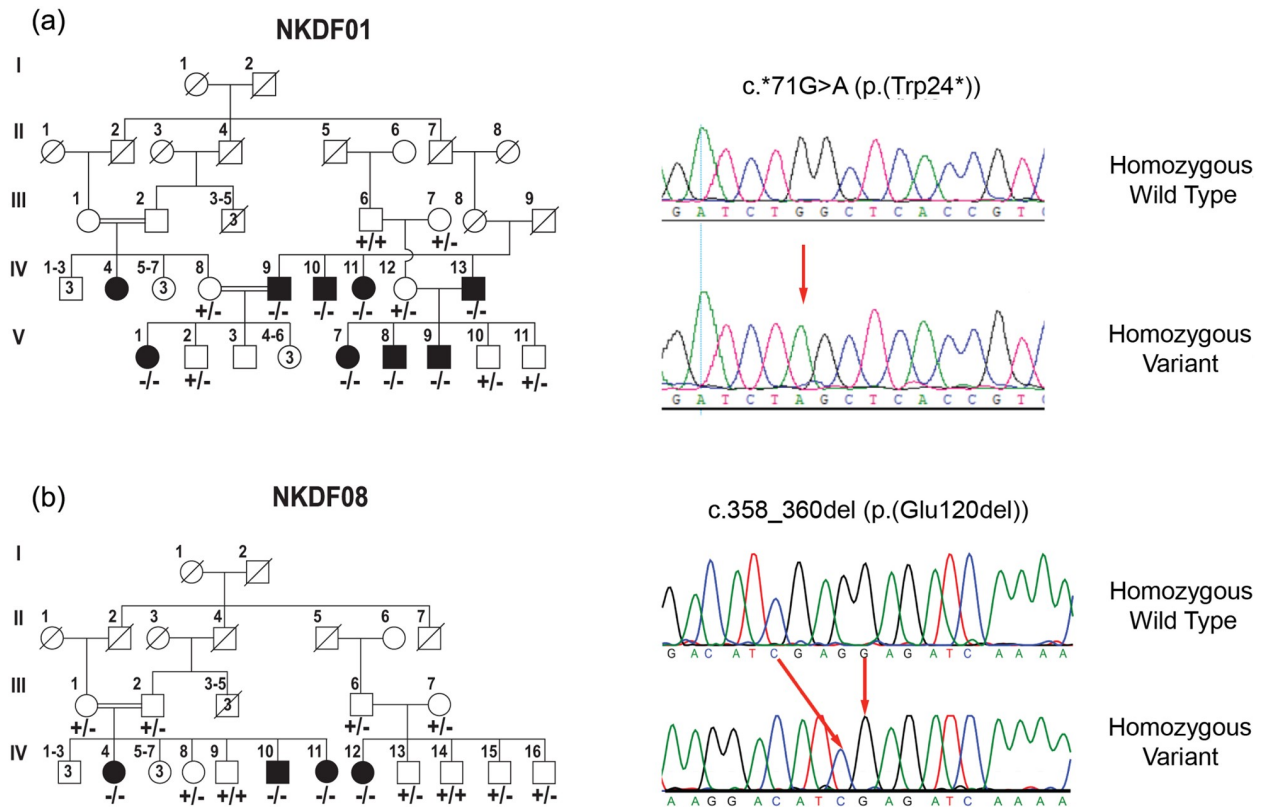 (a)
NKDF01
I
1 2
II
1 2 3 4 5 6 7 8
III
1 2 3-5 6 7 8 9
3
+/+ +/-
IV
1-3 4 5-7 8 9 10 11 12 13
3 3
+/- -/- -/- -/- +/- -/-
V
1 2 3 4-6 7 8 9 10 11
3
-/- +/- -/- -/- -/- +/- +/-
c.*71G>A (p.(Trp24*))
Homozygous
Wild Type
G A T C T G G C T C A C C G T C
Homozygous
Variant
G A T C T A G C T C A C C G T C
(b)
NKDF08
I
1 2
II
1 2 3 4 5 6 7
III
1 2 3-5 6 7
3
+/- +/- +/- +/-
IV
1-3 4 5-7 8 9 10 11 12 13 14 15 16
3 3
-/- +/- +/+ -/- -/- -/- +/- +/+ +/- +/-
c.358_360del (p.(Glu120del))
Homozygous
Wild Type
G A C A T C G A G G A G A T C A A A A
Homozygous
Variant
A A G G A C A T C G A G A T C A A A A